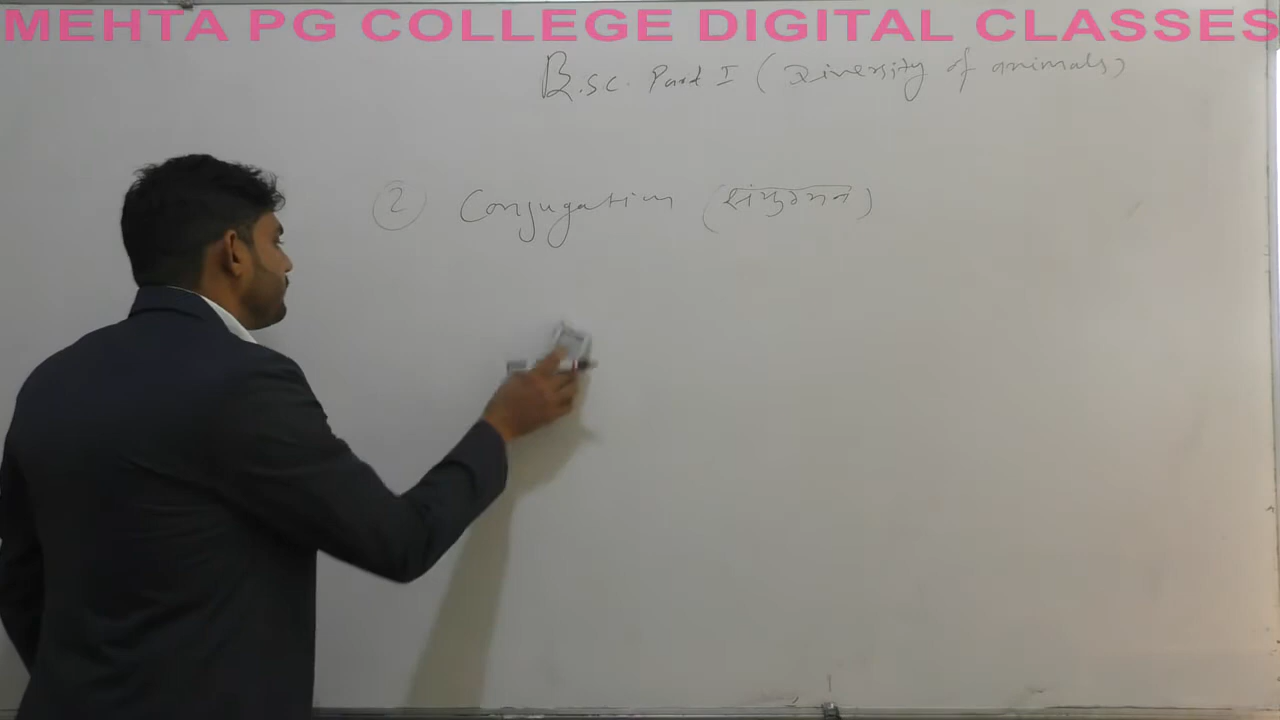 MEHTA PG COLLEGE DIGITAL CLASSES
B.sc. Part I (Diversity of animals)
② Conjugation (संयुग्मन)